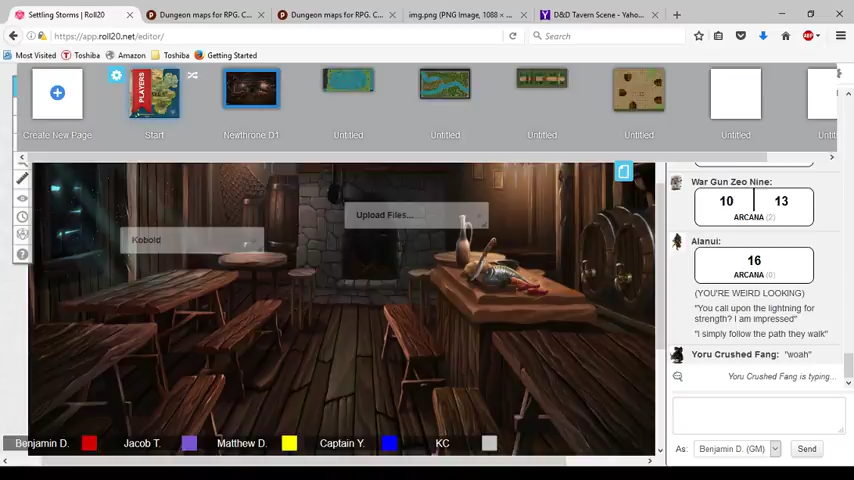 Settling Storms | Roll20
Dungeon maps for RPG. C...
Dungeon maps for RPG. C...
img.png (PNG Image, 1088 × ...
D&D Tavern Scene - Yahoo...
https://app.roll20.net/editor/
Search
ABP
Most Visited
Toshiba
Amazon
Toshiba
Getting Started
PLAYERS
Create New Page
Start
Newthrone D1
Untitled
Untitled
Untitled
Untitled
Untitled
Unti
War Gun Zeo Nine:
10 13
ARCANA (2)
Upload Files...
Kobold
Alanui:
16
ARCANA (0)
(YOU'RE WEIRD LOOKING)
"You call upon the lightning for
strength? I am impressed"
"I simply follow the path they walk"
Yoru Crushed Fang: "woah"
Yoru Crushed Fang is typing...
Benjamin D.
Jacob T.
Matthew D.
Captain Y.
KC
As: Benjamin D. (GM)
Send